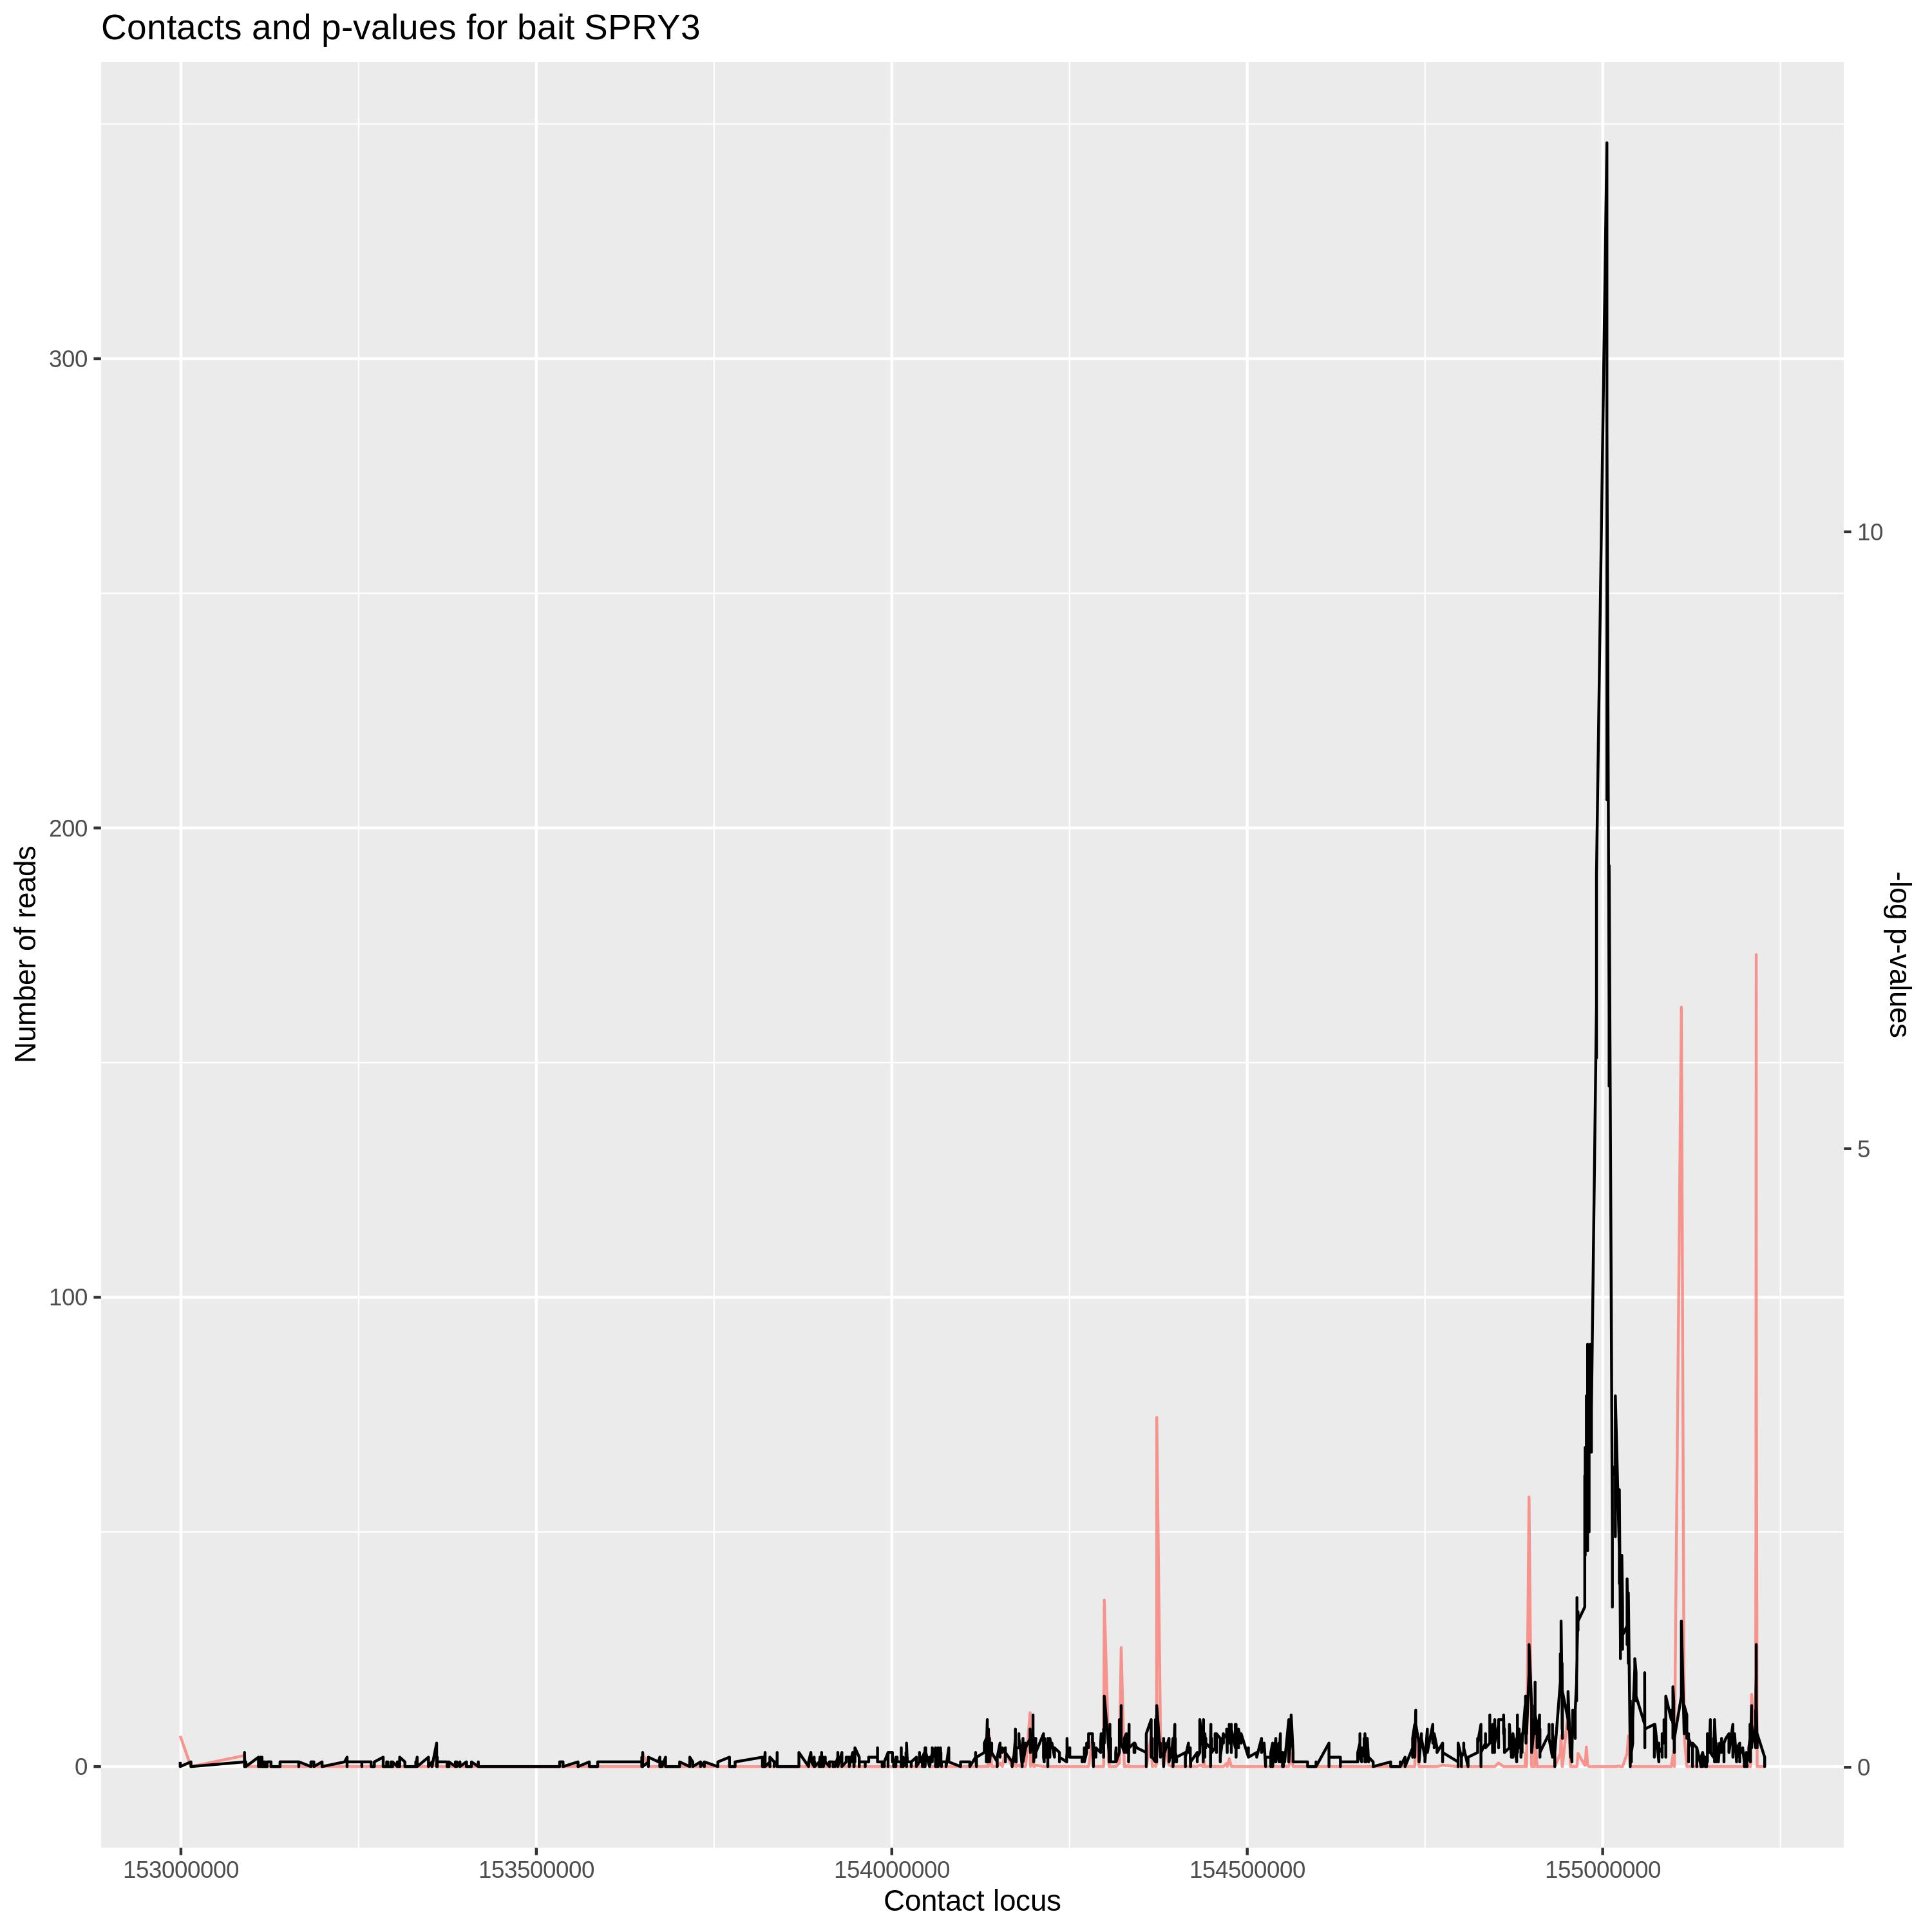 Contacts and p-values for bait SPRY3
300
200
100
0
10
5
0
Number of reads
-log p-values
153000000 153500000 154000000 154500000 155000000
Contact locus